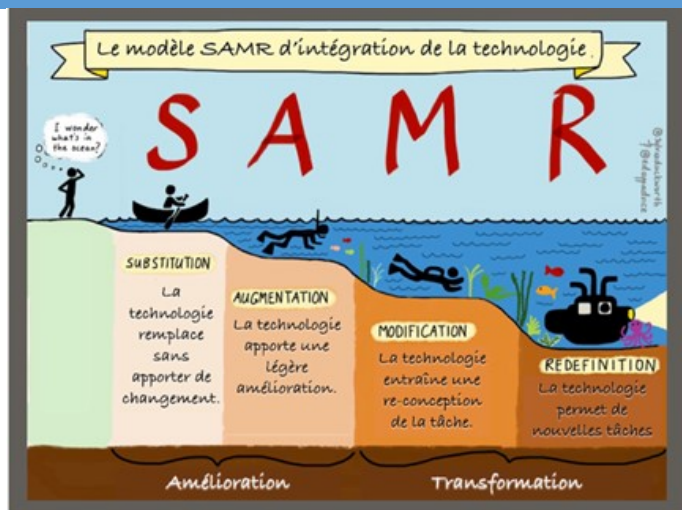 Le modèle SAMR d'intégration de la technologie.
S A M R
I wonder
what's in
the ocean?
@sylviaduckworth
SUBSTITUTION
La
technologie
remplace
sans
apporter de
changement.
AUGMENTATION
La technologie
apporte une
légère
amélioration.
MODIFICATION
La technologie
entraîne une
re-conception
de la tâche.
REDEFINITION
La technologie
permet de
nouvelles tâches
Amélioration
Transformation